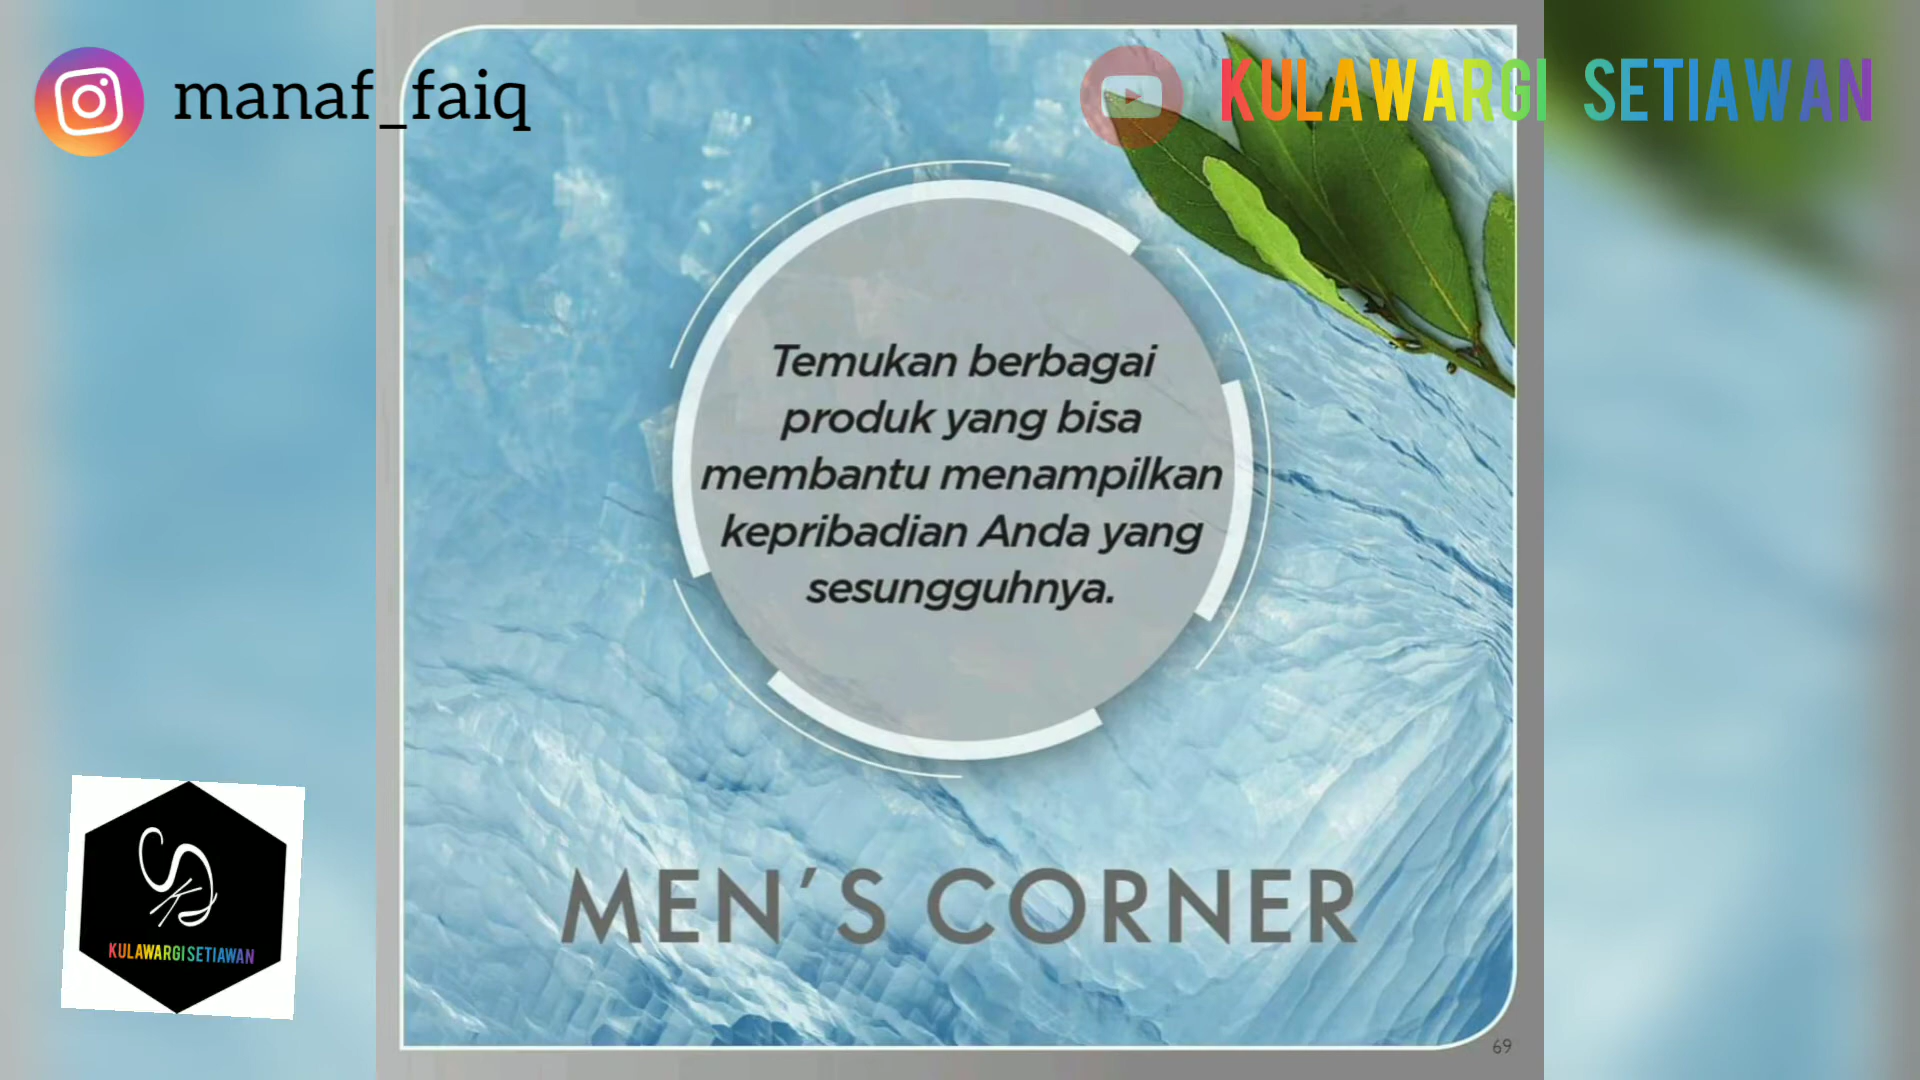 manaf_faiq
KULAWARGI SETIAWAN
Temukan berbagai
produk yang bisa
membantu menampilkan
kepribadian Anda yang
sesungguhnya.
MEN'S CORNER
KULAWARGI SETIAWAN
69